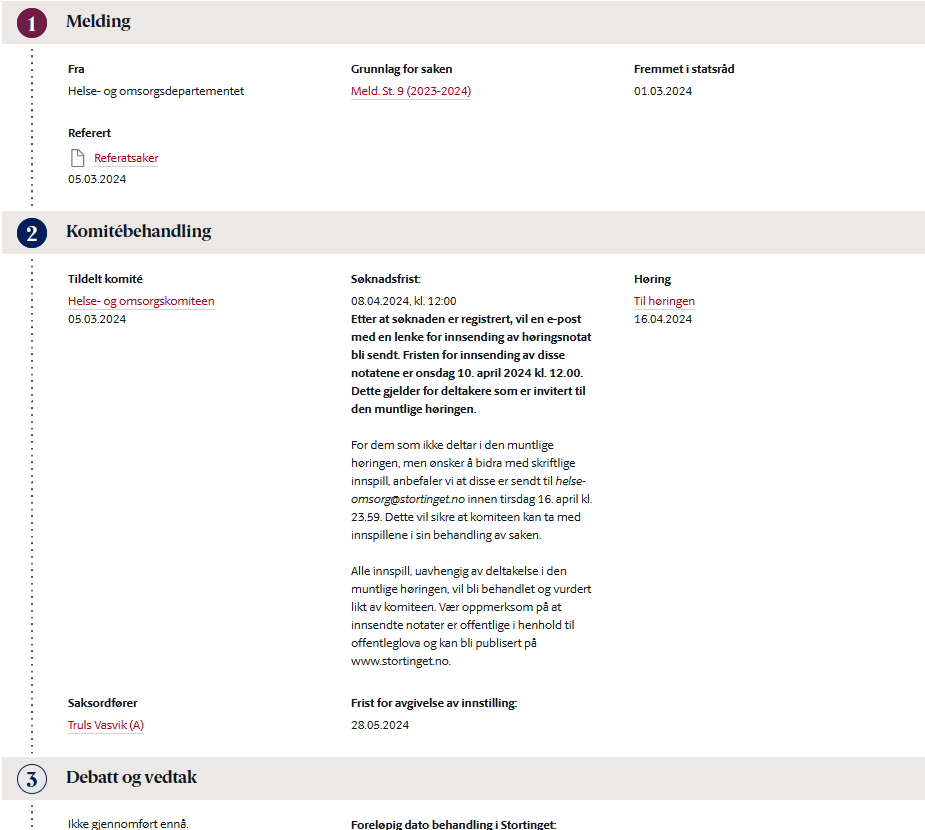 1 Melding
Fra
Helse- og omsorgsdepartementet
Grunnlag for saken
Meld. St. 9 (2023-2024)
Fremmet i statsråd
01.03.2024
Referert
Referatsaker
05.03.2024
2 Komitébehandling
Tildelt komité
Helse- og omsorgskomiteen
05.03.2024
Søknadsfrist:
08.04.2024, kl. 12:00
Etter at søknaden er registrert, vil en e-post
med en lenke for innsending av høringsnotat
bli sendt. Fristen for innsending av disse
notatene er onsdag 10. april 2024 kl. 12.00.
Dette gjelder for deltakere som er invitert til
den muntlige høringen.
For dem som ikke deltar i den muntlige
høringen, men ønsker å bidra med skriftlige
innspill, anbefaler vi at disse er sendt til helse-
omsorg@stortinget.no innen tirsdag 16. april kl.
23.59. Dette vil sikre at komiteen kan ta med
innspillene i sin behandling av saken.
Alle innspill, uavhengig av deltakelse i den
muntlige høringen, vil bli behandlet og vurdert
likt av komiteen. Vær oppmerksom på at
innsendte notater er offentlige i henhold til
offentleglova og kan bli publisert på
www.stortinget.no.
Høring
Til høringen
16.04.2024
Saksordfører
Truls Vasvik (A)
Frist for avgivelse av innstilling:
28.05.2024
3 Debatt og vedtak
Ikke gjennomført ennå.
Foreløpig dato behandling i Stortinget: